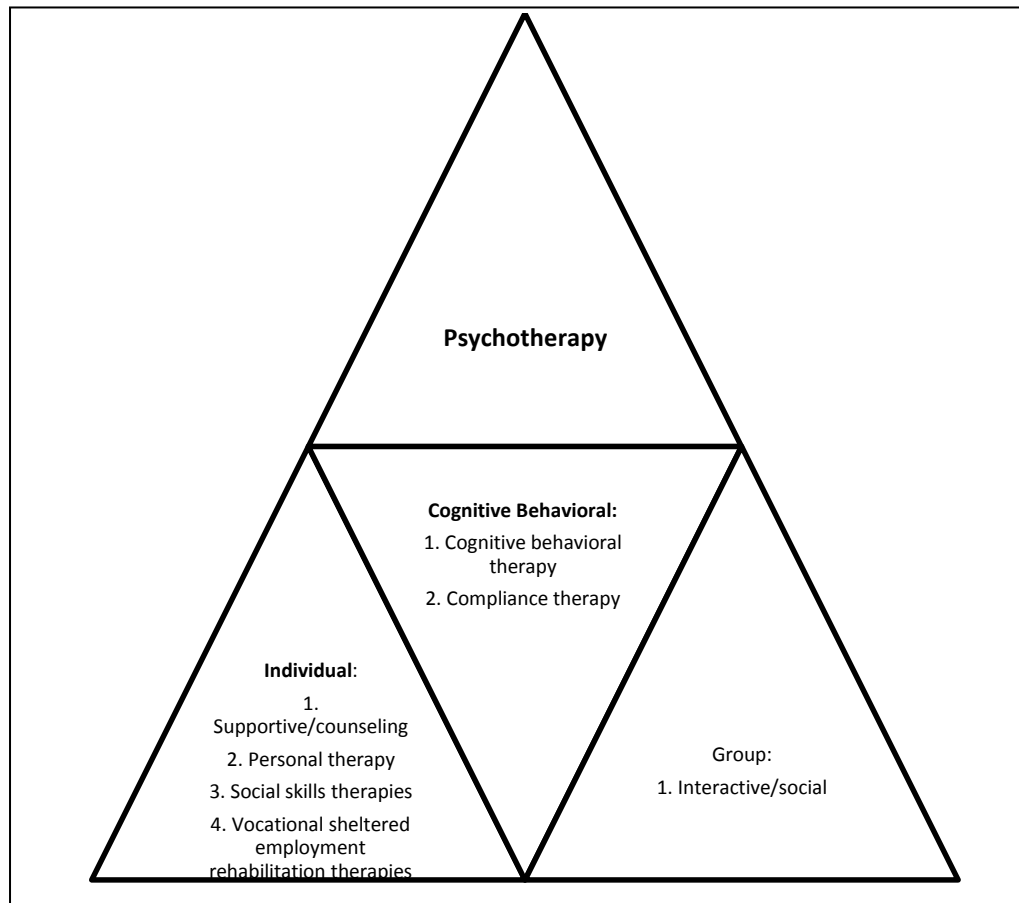 Psychotherapy
Cognitive Behavioral:
1. Cognitive behavioral
therapy
2. Compliance therapy
Individual:
1.
Supportive/counseling
2. Personal therapy
3. Social skills therapies
4. Vocational sheltered
employment
rehabilitation therapies
Group:
1. Interactive/social